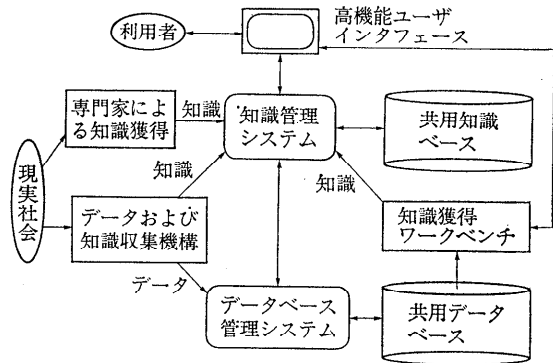 利用者
高機能ユーザ
インタフェース
専門家によ
る知識獲得
知識
知識管理
システム
共用知識
ベース
現実社会
知識
知識
データおよび
知識収集機構
知識獲得
ワークベンチ
データ
データベース
管理システム
共用データ
ベース